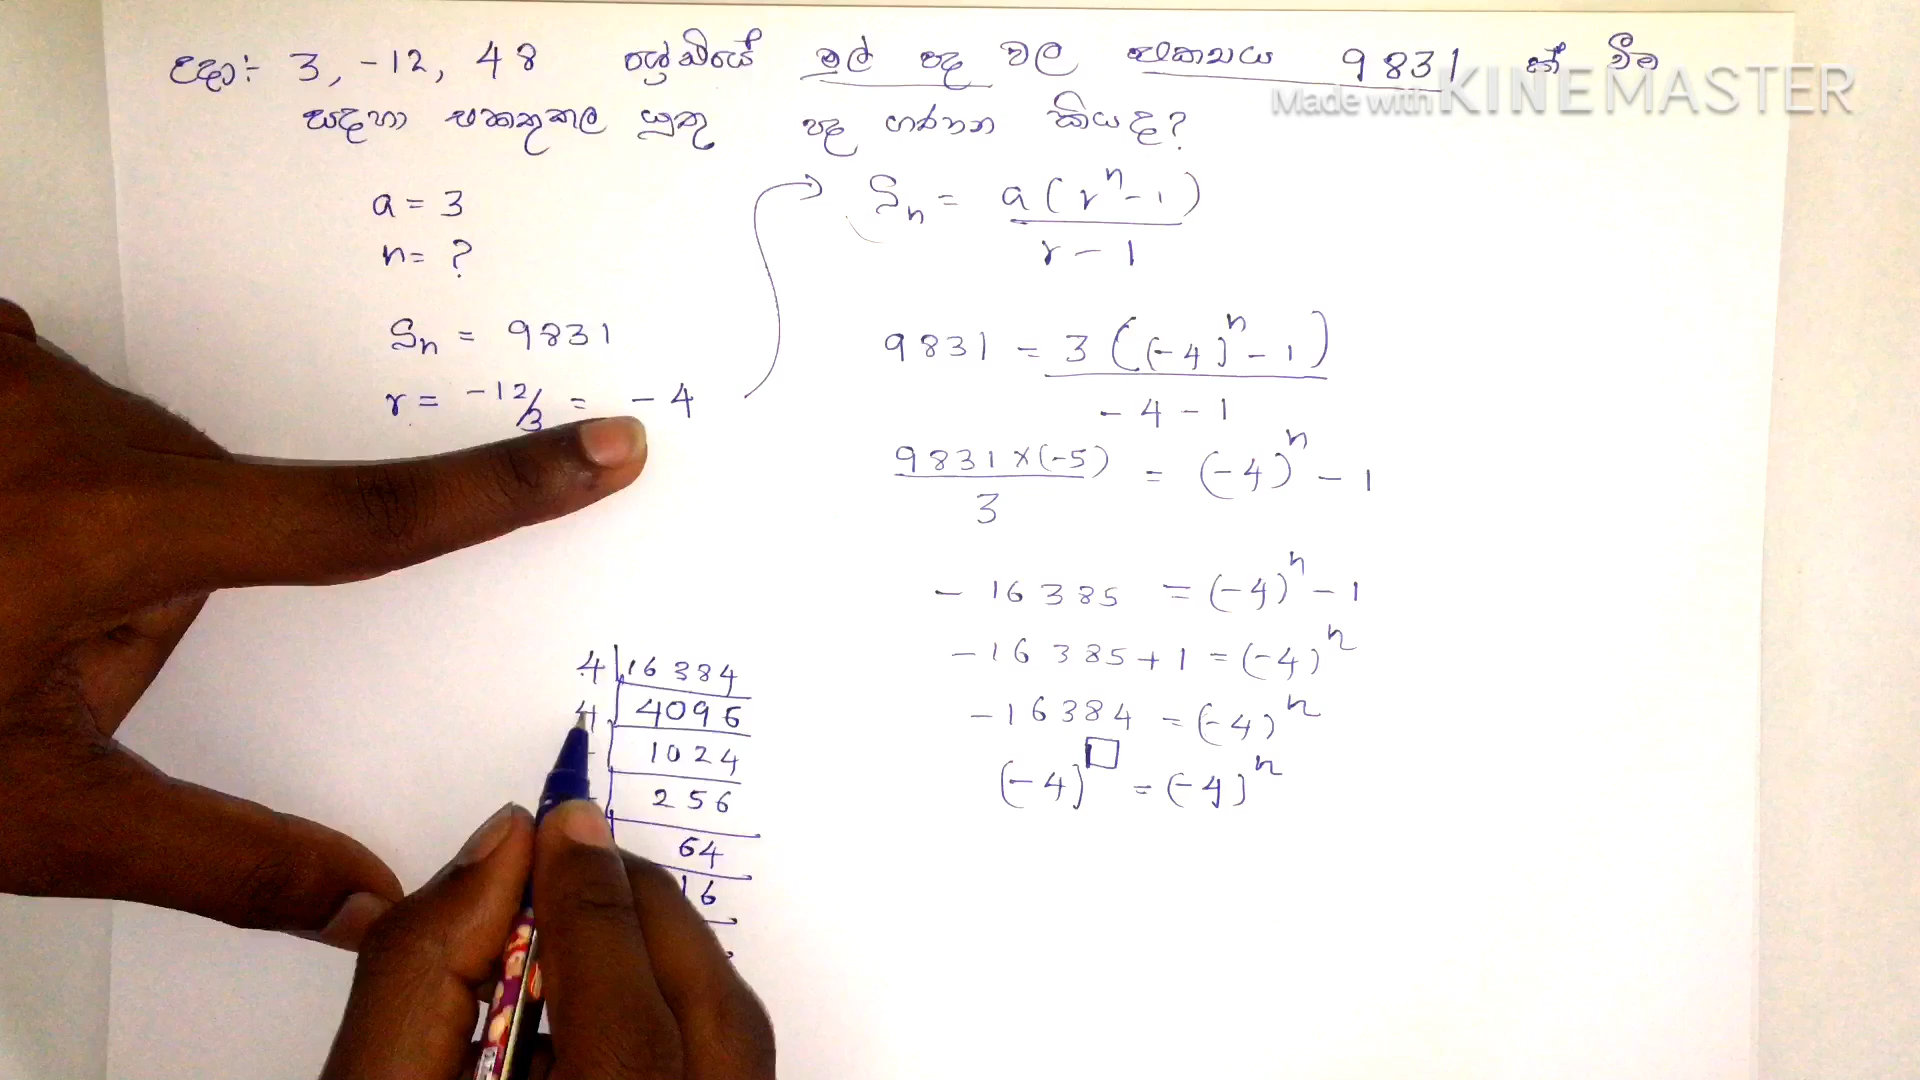 උදා:- 3, -12, 48 ශ්‍රේඪියේ මුල් පද වල ඓක්‍යය 9831 ක් වීම
Made with KINEMASTER
සඳහා එකතුකල යුතු පද ගණන කියද?
a = 3
n = ?
Sn = 9831
r = -12/3 = -4
Sn = a(r^n - 1)
r - 1
9831 = 3((-4)^n - 1)
-4 - 1
9831 × (-5) = (-4)^n - 1
3
- 16385 = (-4)^n - 1
-16385 + 1 = (-4)^n
-16384 = (-4)^n
(-4)^□ = (-4)^n
4 16384
4 4096
1024
256
64
16